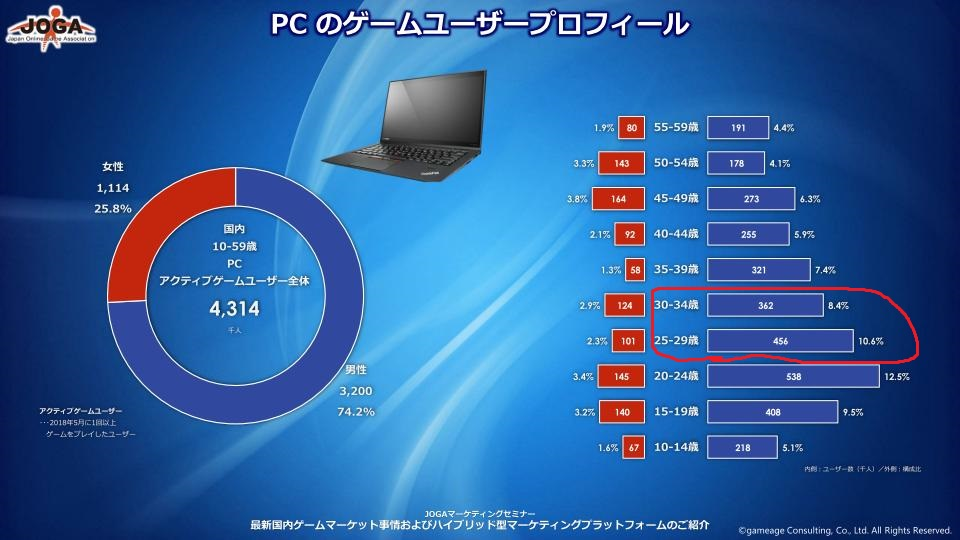 JOGA
Japan Online Game Association
PC のゲームユーザープロフィール
女性
1,114
25.8%
国内
10-59歳
PC
アクティブゲームユーザー全体
4,314
千人
男性
3,200
74.2%
アクティブゲームユーザー
･･･2018年5月に1回以上
ゲームをプレイしたユーザー
1.9% 80 55-59歳 191 4.4%
3.3% 143 50-54歳 178 4.1%
3.8% 164 45-49歳 273 6.3%
2.1% 92 40-44歳 255 5.9%
1.3% 58 35-39歳 321 7.4%
2.9% 124 30-34歳 362 8.4%
2.3% 101 25-29歳 456 10.6%
3.4% 145 20-24歳 538 12.5%
3.2% 140 15-19歳 408 9.5%
1.6% 67 10-14歳 218 5.1%
内側：ユーザー数（千人）／外側：構成比
JOGAマーケティングセミナー
最新国内ゲームマーケット事情およびハイブリッド型マーケティングプラットフォームのご紹介
©gameage Consulting, Co., Ltd. All Rights Reserved.